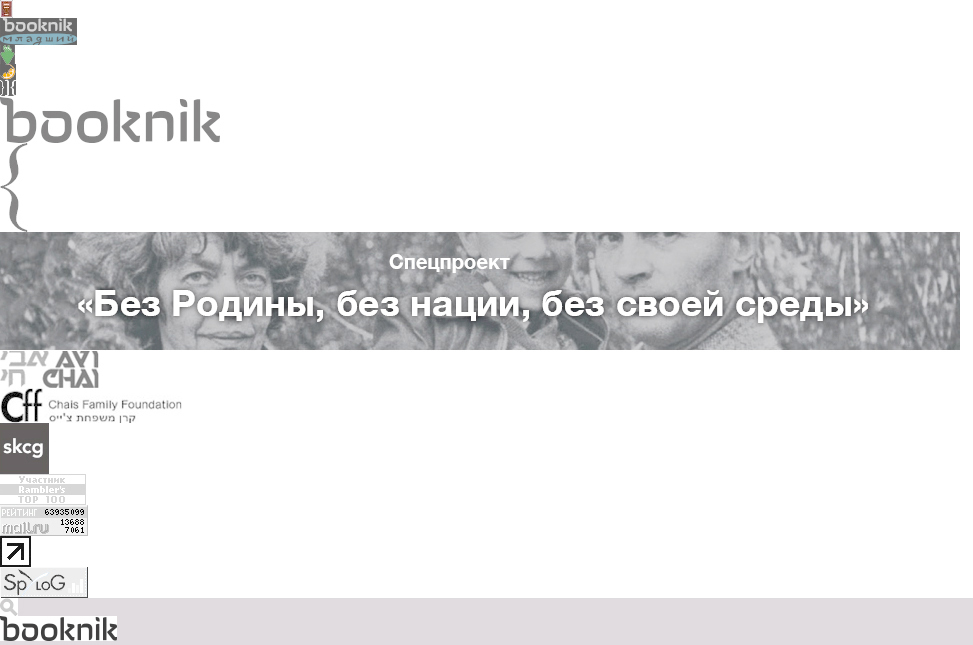 booknik
младший
booknik
Спецпроект
«Без Родины, без нации, без своей среды»
אבי AVI
חי CHAI
Cff Chais Family Foundation
קרן משפחת צ'ייס
skcg
Участник
Rambler's
TOP 100
РЕЙТИНГ 63935099
13688
mail.ru 7061
SpyLOG
booknik